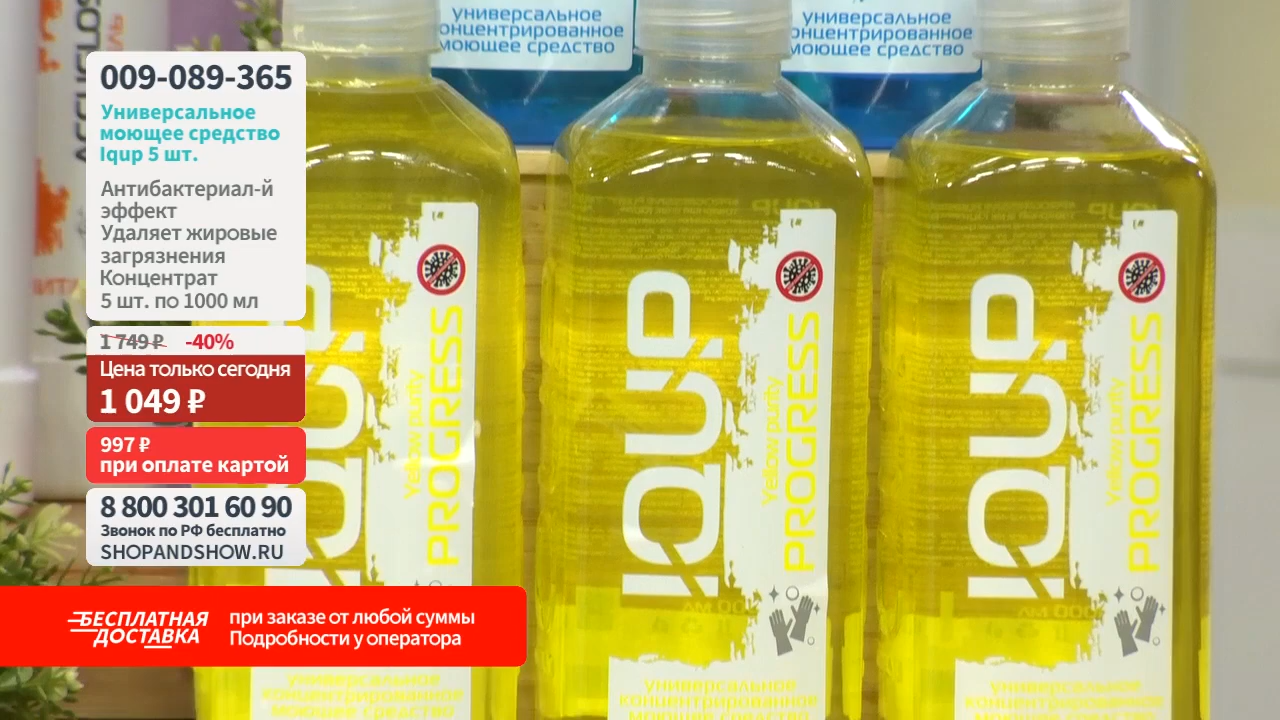 009-089-365
Универсальное
моющее средство
Iqup 5 шт.
Антибактериал-й
эффект
Удаляет жировые
загрязнения
Концентрат
5 шт. по 1000 мл
1 749 ₽ -40%
Цена только сегодня
1 049 ₽
997 ₽
при оплате картой
8 800 301 60 90
Звонок по РФ бесплатно
SHOPANDSHOW.RU
БЕСПЛАТНАЯ
ДОСТАВКА
при заказе от любой суммы
Подробности у оператора
универсальное
концентрированное
моющее средство
универсальное
концентрированное
моющее средство
IQUP
Yellow purity
PROGRESS
универсальное
концентрированное
моющее средство
IQUP
Yellow purity
PROGRESS
универсальное
концентрированное
IQUP
Yellow purity
PROGRESS
универсальное
концентрированное